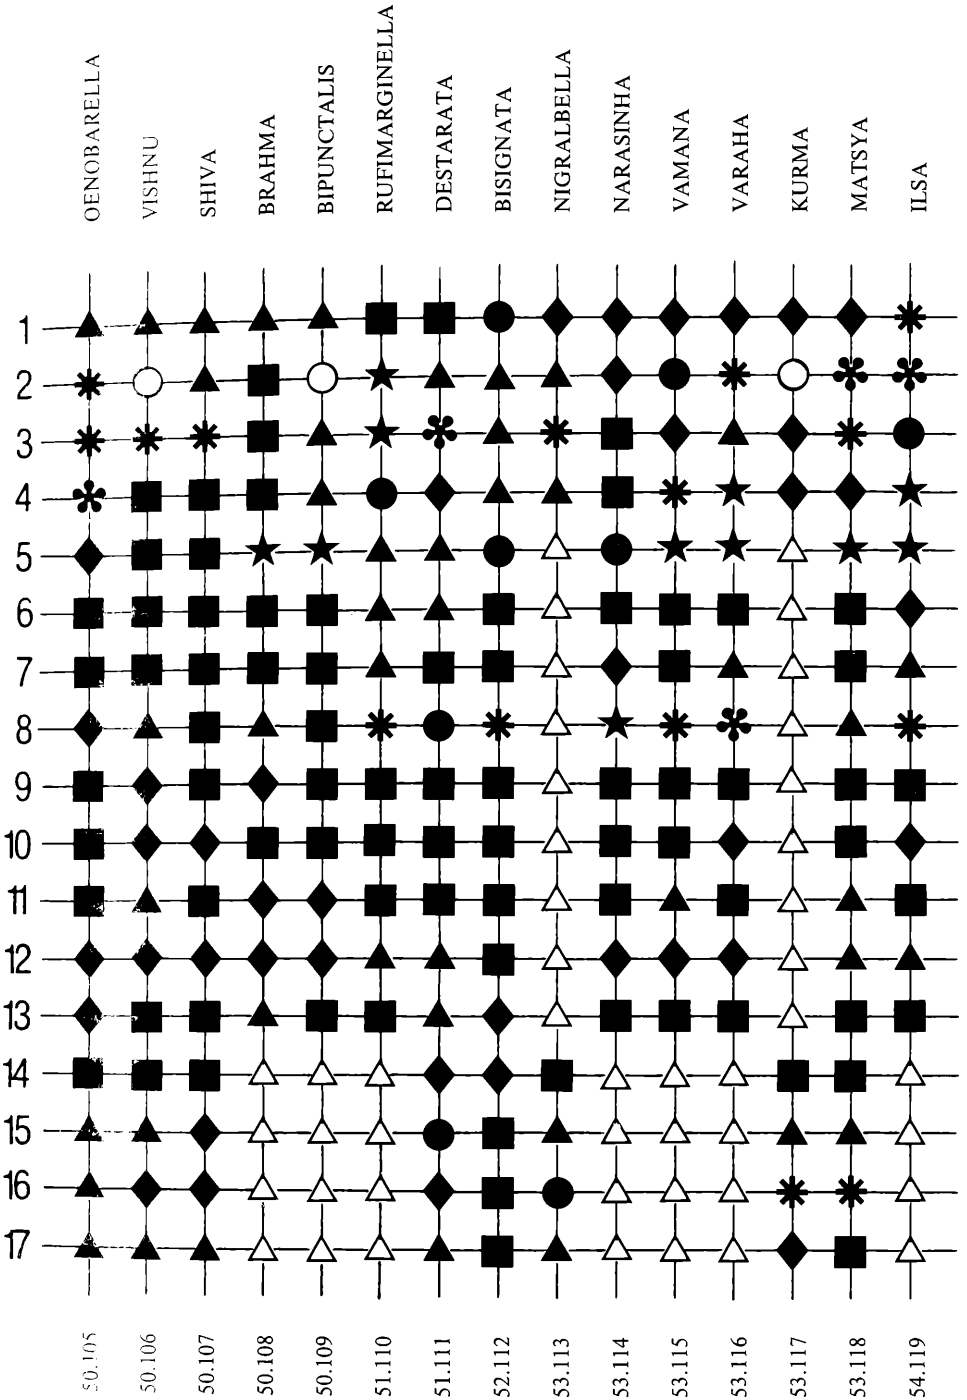 OENOBARELLA
VISHNU
SHIVA
BRAHMA
BIPUNCTALIS
RUFIMARGINELLA
DESTARATA
BISIGNATA
NIGRALBELLA
NARASINHA
VAMANA
VARAHA
KURMA
MATSYA
ILSA
1
2
3
4
5
6
7
8
9
10
11
12
13
14
15
16
17
50.105
50.106
50.107
50.108
50.109
51.110
51.111
52.112
53.113
53.114
53.115
53.116
53.117
53.118
54.119